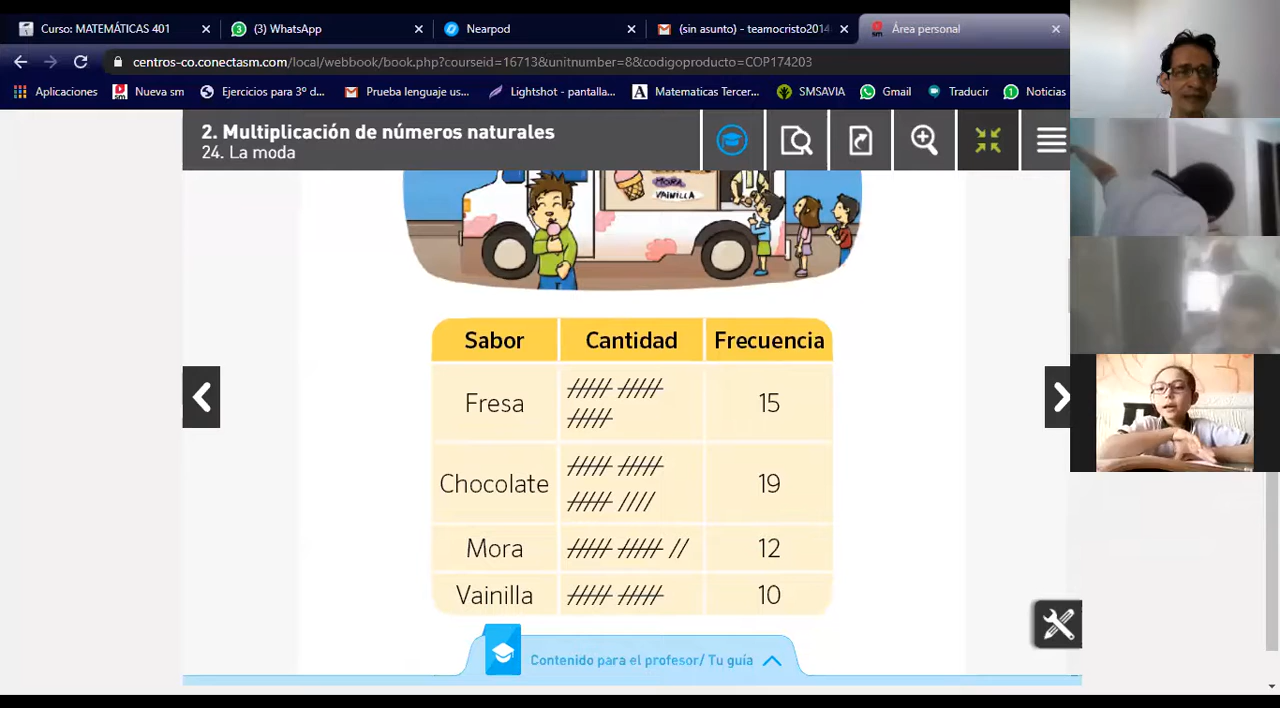 Curso: MATEMÁTICAS 401
(3) WhatsApp
Nearpod
(sin asunto) - teamocristo2014
Área personal
centros-co.conectasm.com/local/webbook/book.php?courseid=16713&unitnumber=8&codigoproducto=COP174203
Aplicaciones
Nueva sm
Ejercicios para 3º d...
Prueba lenguaje us...
Lightshot - pantalla...
Matematicas Tercer...
SMSAVIA
Gmail
Traducir
Noticias
2. Multiplicación de números naturales
24. La moda
MORA
VAINILLA
Sabor Cantidad Frecuencia
Fresa 15
Chocolate 19
Mora 12
Vainilla 10
Contenido para el profesor/ Tu guía